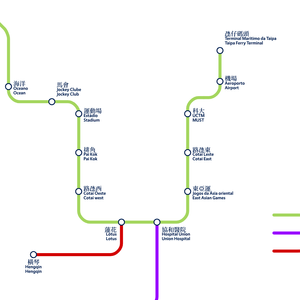 氹仔碼頭
Terminal Marítimo da Taipa
Taipa Ferry Terminal
機場
Aeroporto
Airport
海洋
Oceano
Ocean
馬會
Jockey Clube
Jockey Club
運動場
Estádio
Stadium
科大
UCTM
MUST
排角
Pai Kok
Pai Kok
路氹東
Cotai Leste
Cotai East
路氹西
Cotai Oeste
Cotai west
東亞運
Jogos da Ásia oriental
East Asian Games
蓮花
Lótus
Lotus
協和醫院
Hospital Union
Union Hospital
橫琴
Hengqin
Hengqin